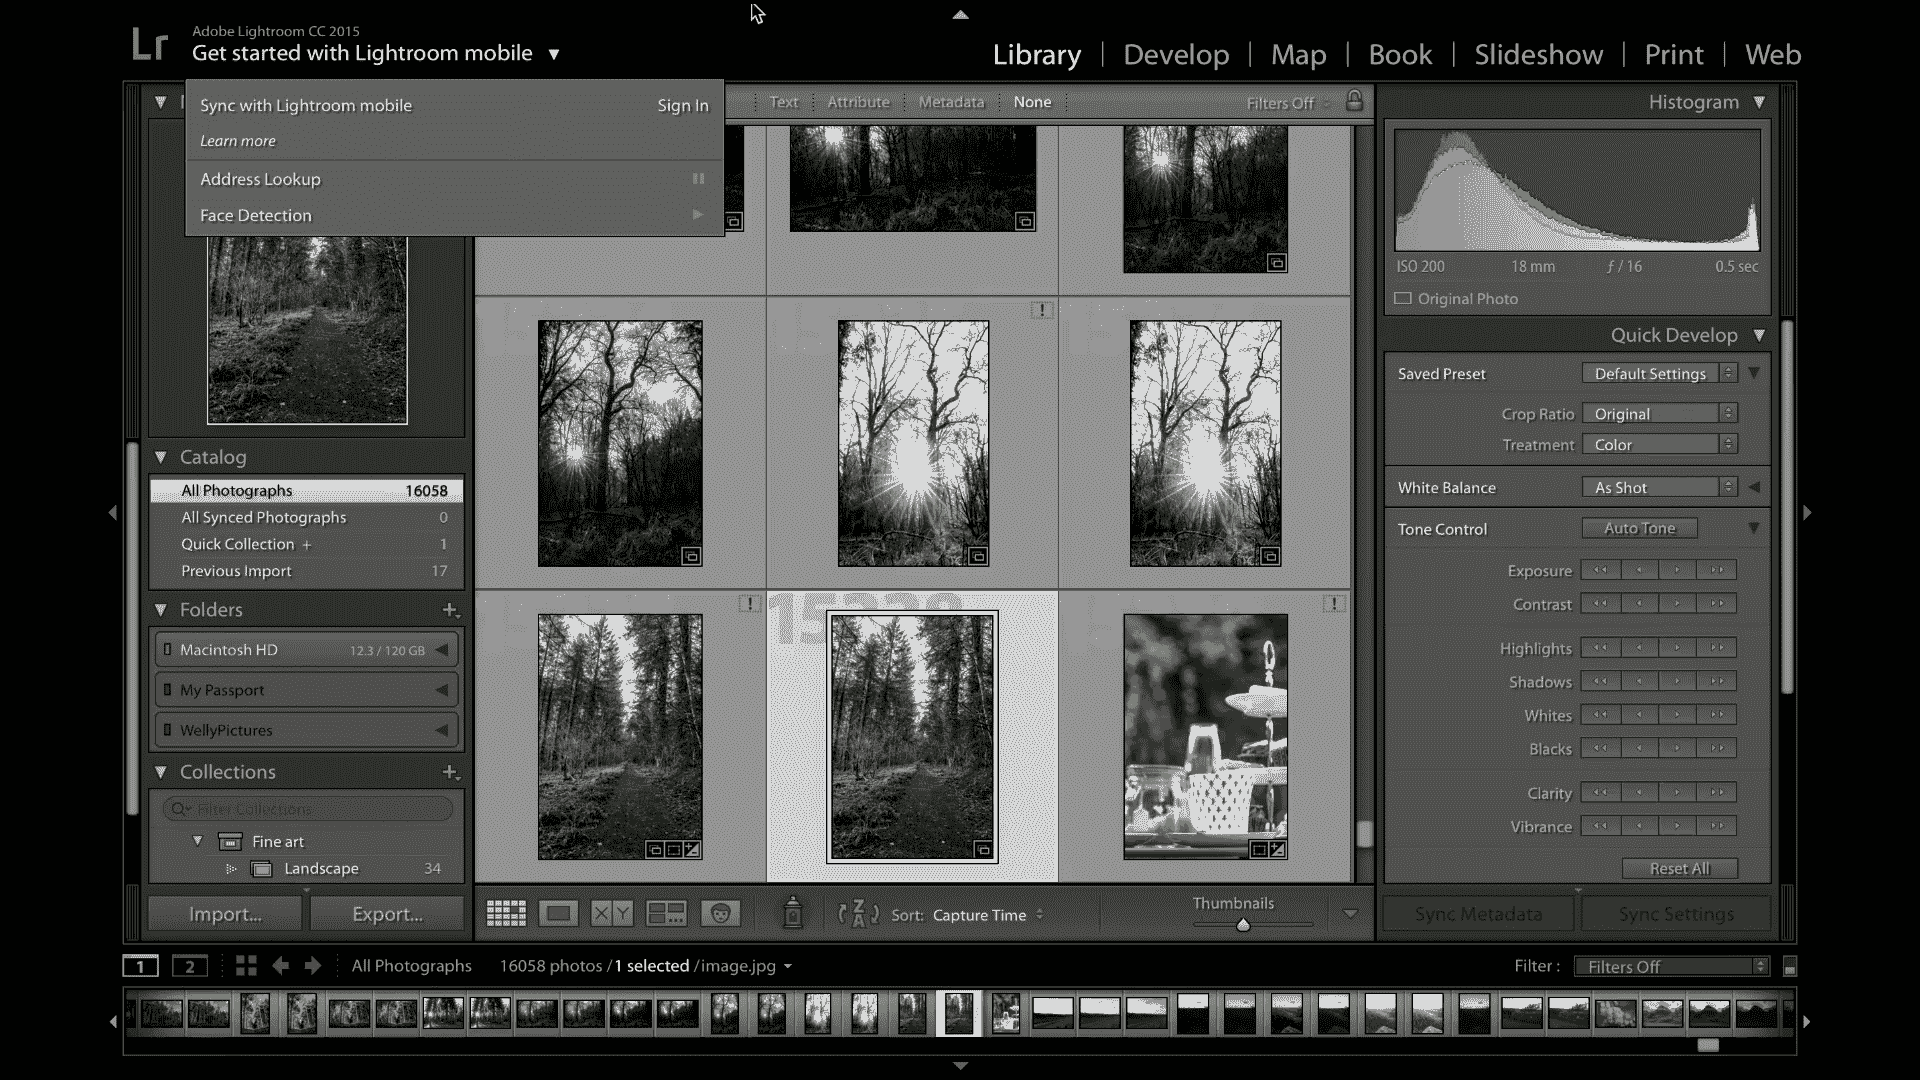 Lr
Adobe Lightroom CC 2015
Get started with Lightroom mobile
Library
Develop
Map
Book
Slideshow
Print
Web
Sync with Lightroom mobile Sign In
Learn more
Address Lookup
Face Detection
Text Attribute Metadata None
Filters Off
Histogram
ISO 200 18 mm ƒ / 16 0.5 sec
Original Photo
Quick Develop
Saved Preset Default Settings
Crop Ratio Original
Treatment Color
White Balance As Shot
Tone Control Auto Tone
Exposure
Contrast
Highlights
Shadows
Whites
Blacks
Clarity
Vibrance
Reset All
Sync Metadata Sync Settings
Catalog
All Photographs 16058
All Synced Photographs 0
Quick Collection + 1
Previous Import 17
Folders
Macintosh HD 12.3 / 120 GB
My Passport
WellyPictures
Collections
Filter Collections
Fine art
Landscape 34
Import... Export...
X Y
Sort: Capture Time
Thumbnails
1 2
All Photographs 16058 photos / 1 selected / image.jpg
Filter : Filters Off